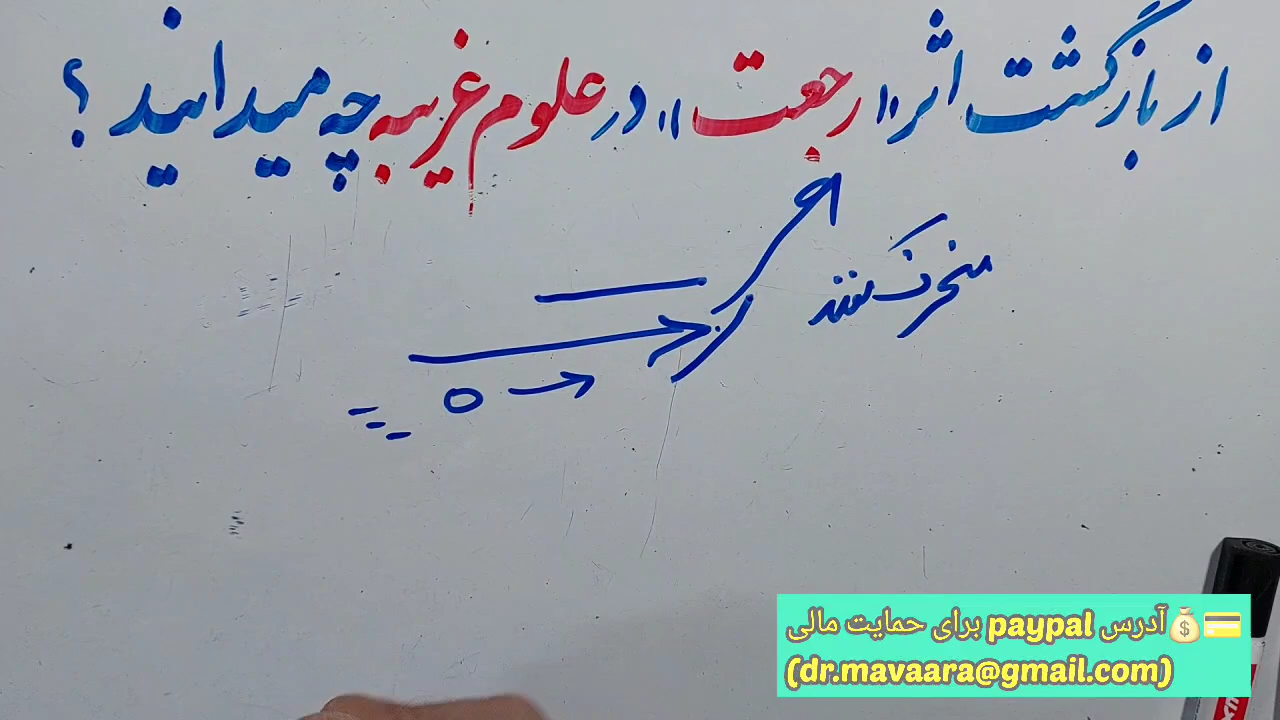 از بازگشت اثر "رجعت" در علوم غریبه چه میدانید ؟
منحرف کننده
آدرس paypal برای حمایت مالی
(dr.mavaara@gmail.com)